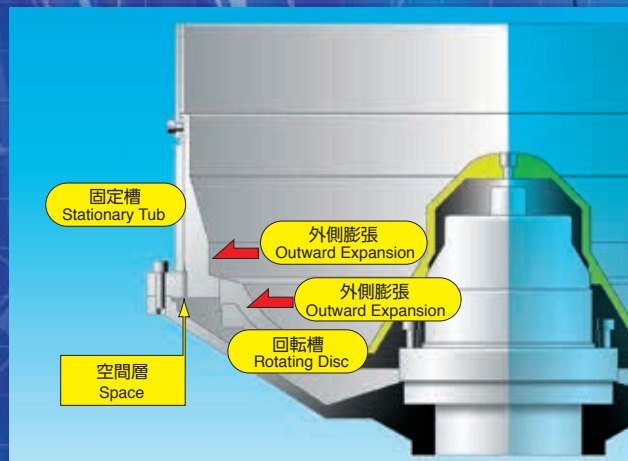 固定槽
Stationary Tub
外側膨張
Outward Expansion
外側膨張
Outward Expansion
回転槽
Rotating Disc
空間層
Space